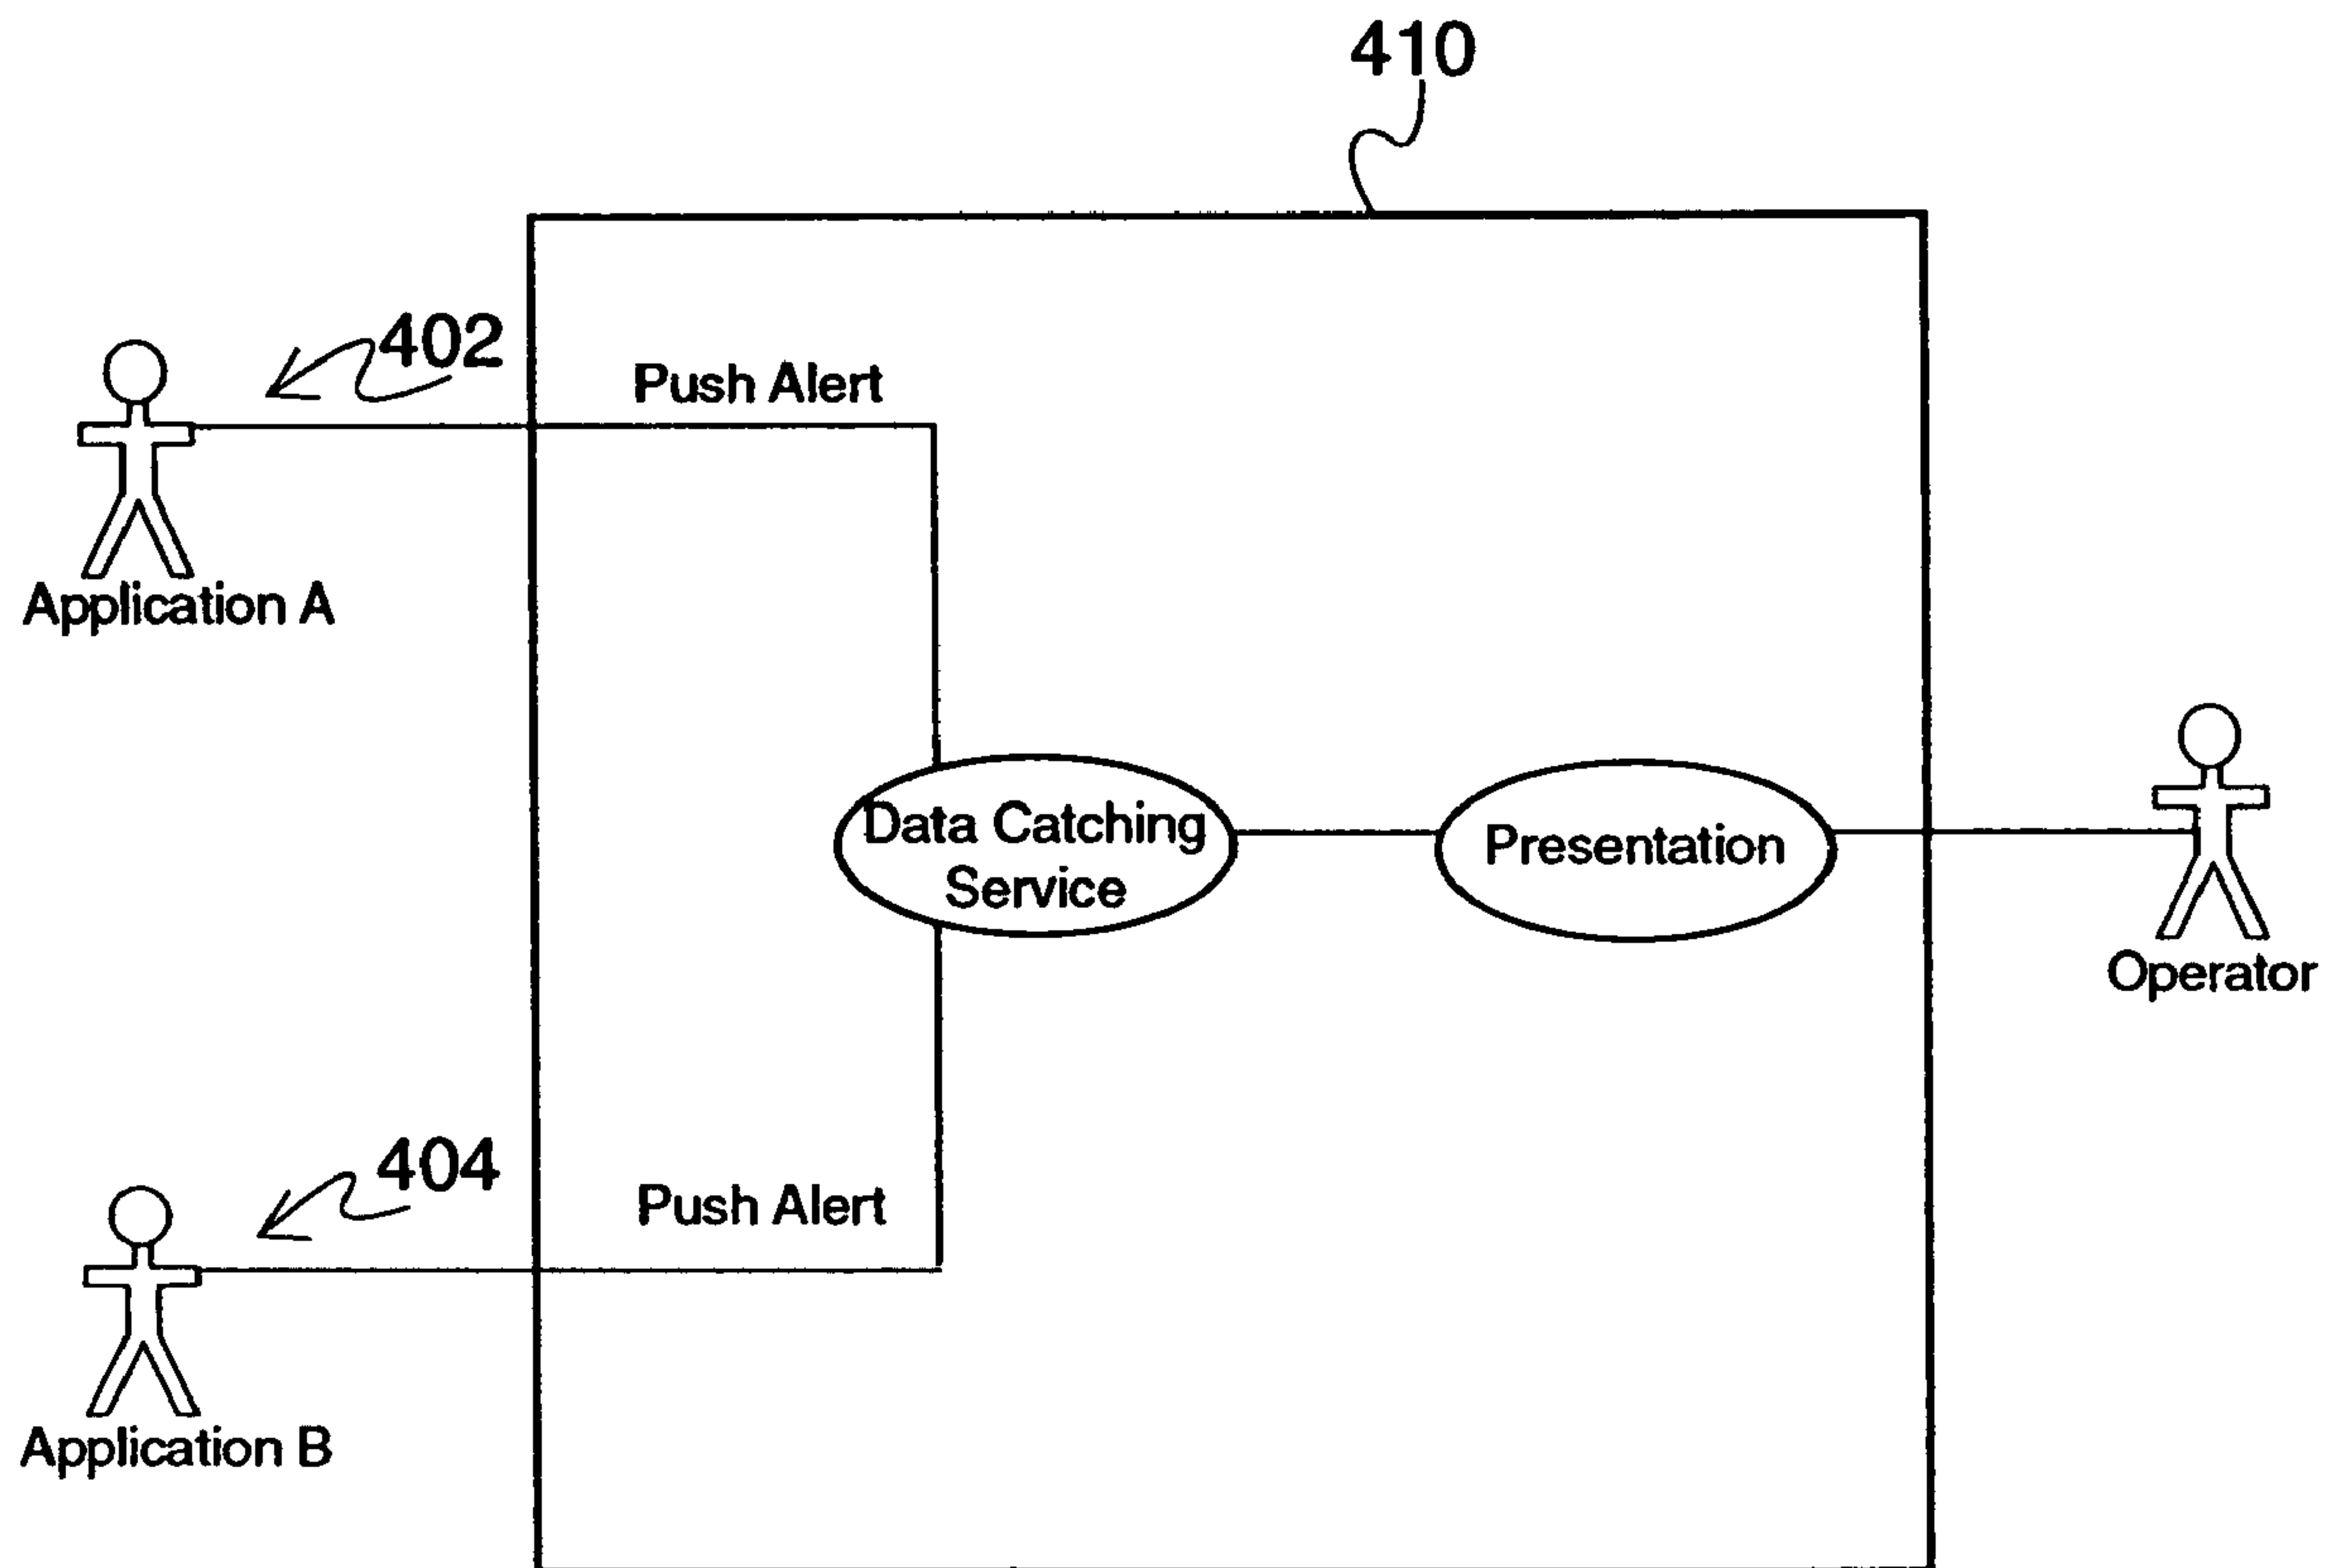 410
402
Push Alert
Application A
Data Catching
Service
Presentation
Operator
404
Push Alert
Application B